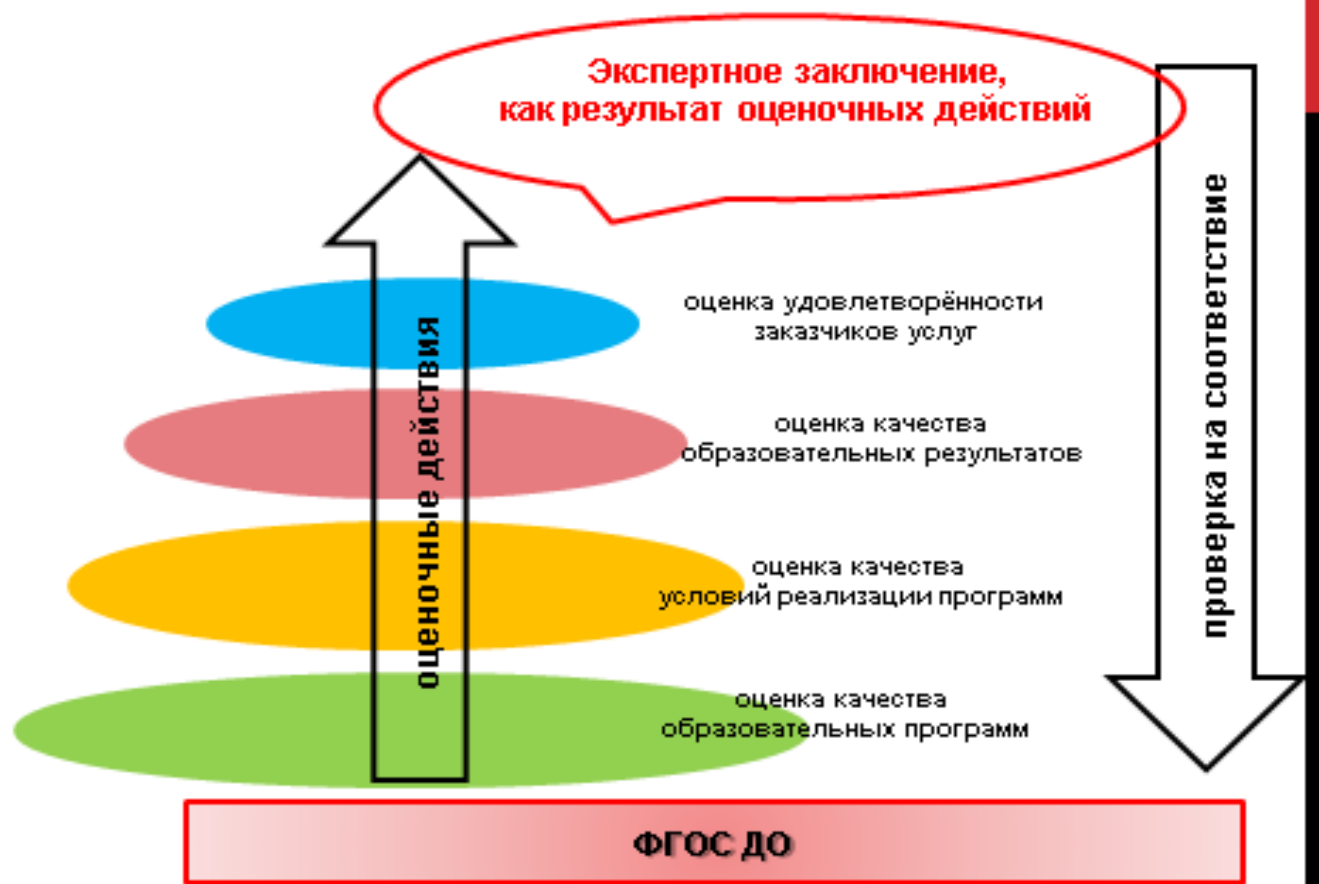 Экспертное заключение,
как результат оценочных действий
оценка удовлетворённости
заказчиков услуг
оценка качества
образовательных результатов
оценка качества
условий реализации программ
оценка качества
образовательных программ
оценочные действия
проверка на соответствие
ФГОС ДО